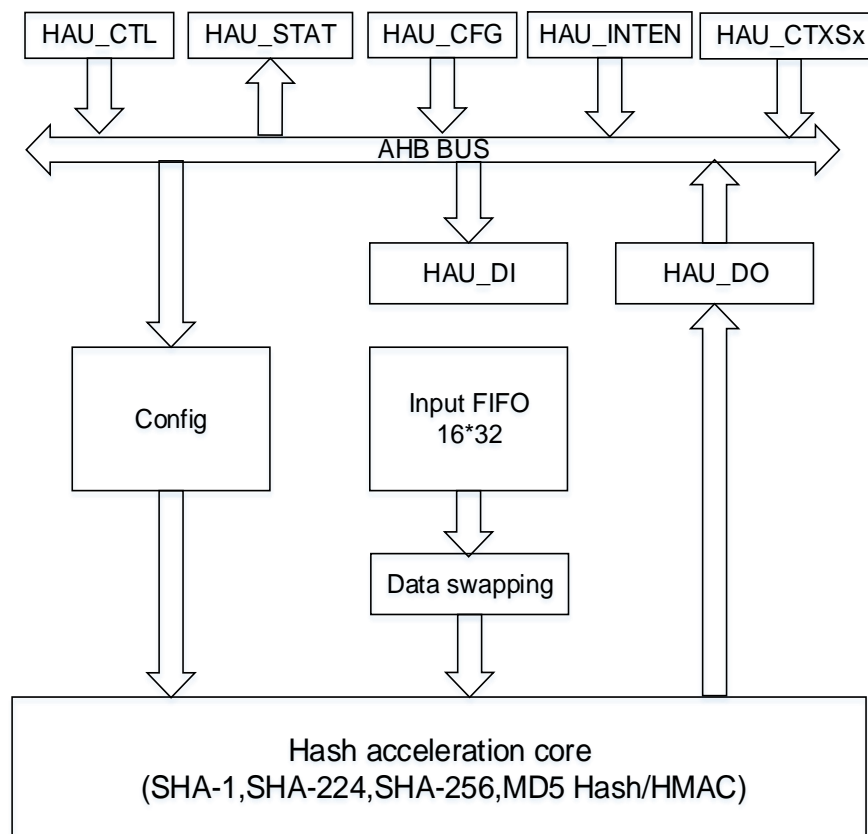 HAU_CTL
HAU_STAT
HAU_CFG
HAU_INTEN
HAU_CTXSx
AHB BUS
HAU_DI
HAU_DO
Config
Input FIFO
16*32
Data swapping
Hash acceleration core
(SHA-1,SHA-224,SHA-256,MD5 Hash/HMAC)